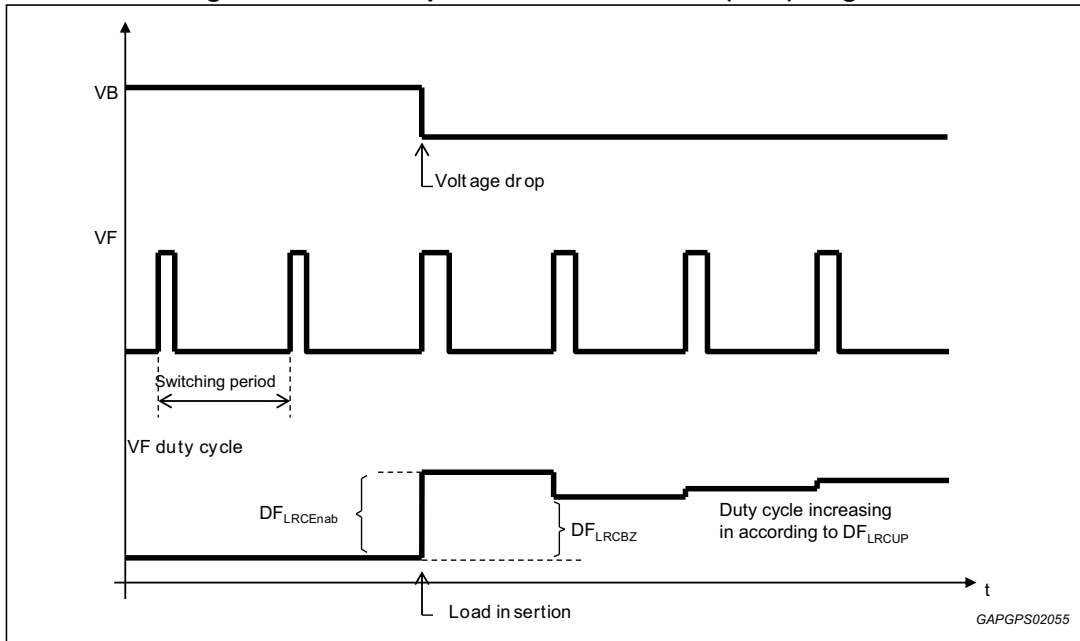 VB
Voltage drop
VF
Switching period
VF duty cycle
DF_LRCEnab
DF_LRCBZ
Duty cycle increasing
in according to DF_LRCUP
t
Load insertion
GAPGPS02055